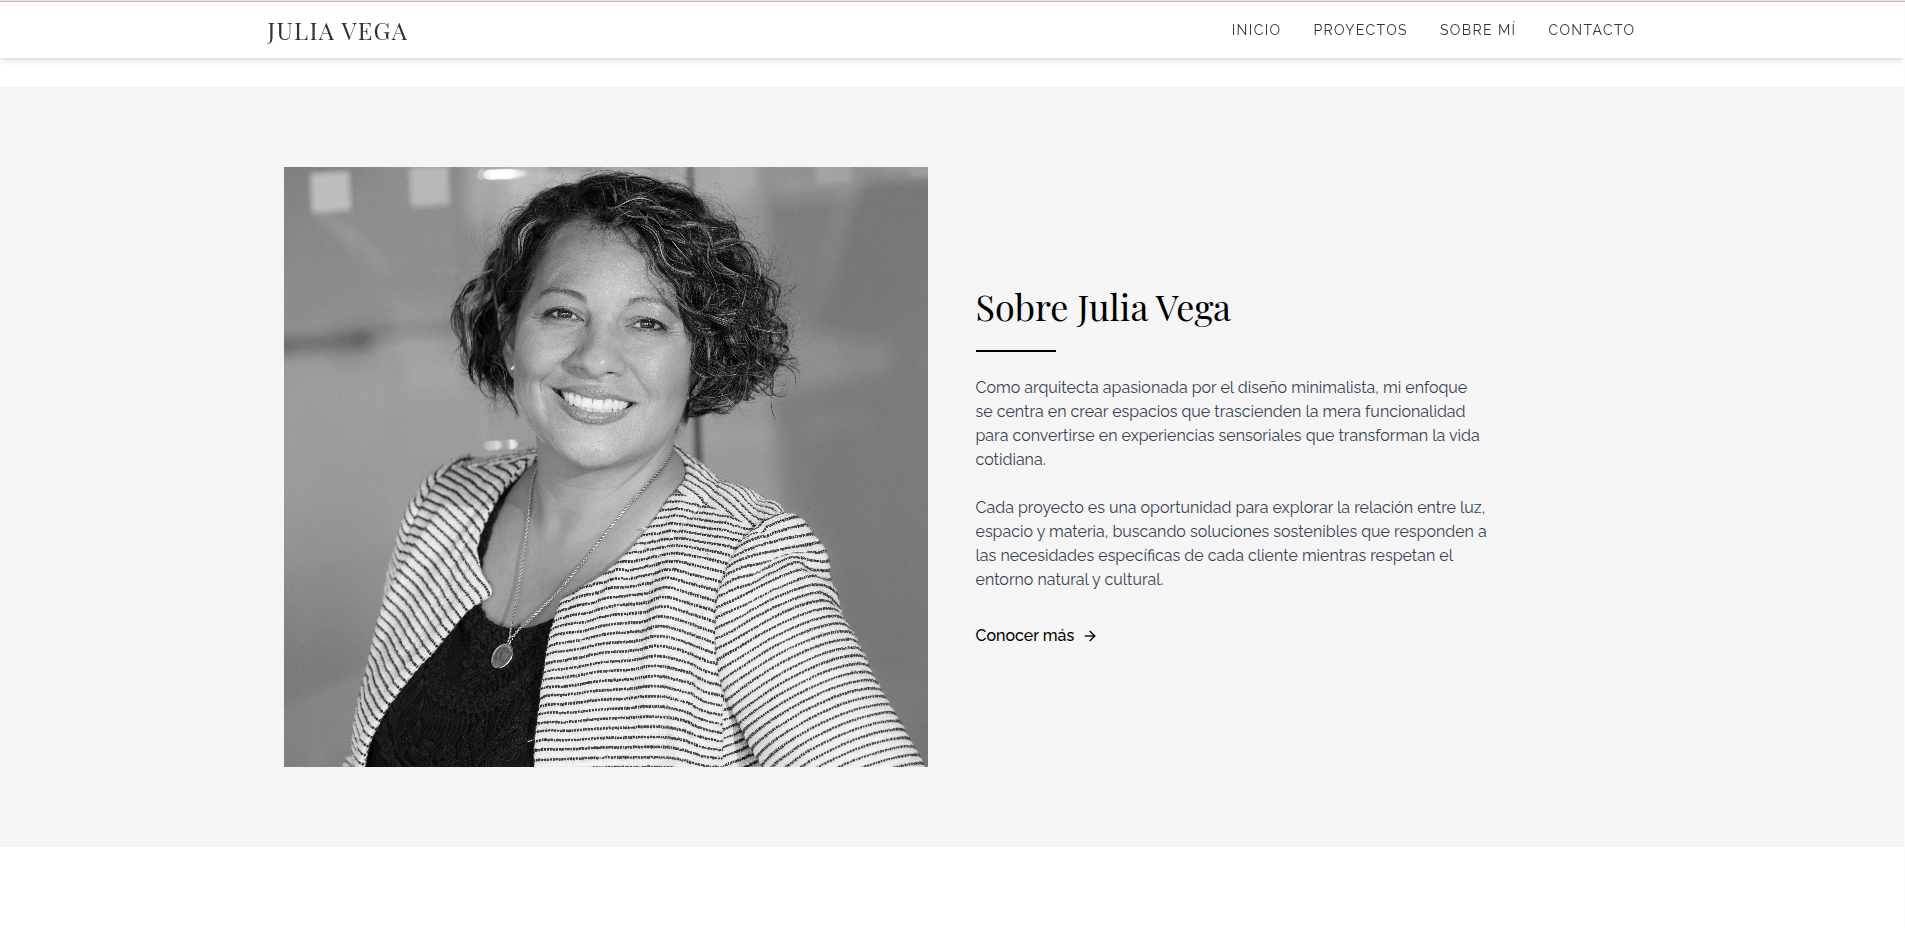 JULIA VEGA
INICIO
PROYECTOS
SOBRE MÍ
CONTACTO
Sobre Julia Vega
Como arquitecta apasionada por el diseño minimalista, mi enfoque
se centra en crear espacios que trascienden la mera funcionalidad
para convertirse en experiencias sensoriales que transforman la vida
cotidiana.
Cada proyecto es una oportunidad para explorar la relación entre luz,
espacio y materia, buscando soluciones sostenibles que responden a
las necesidades específicas de cada cliente mientras respetan el
entorno natural y cultural.
Conocer más →